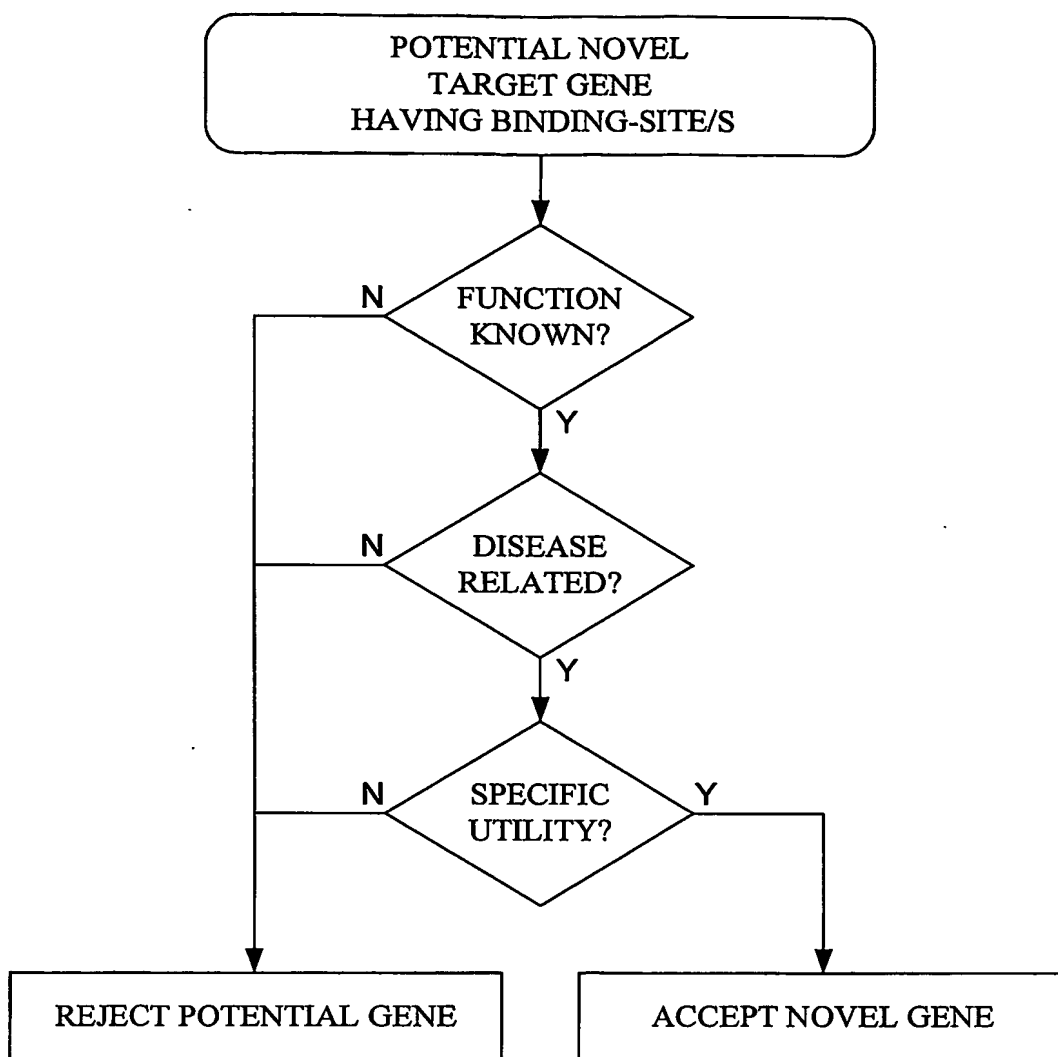 POTENTIAL NOVEL
TARGET GENE
HAVING BINDING-SITE/S
N
FUNCTION
KNOWN?
Y
N
DISEASE
RELATED?
Y
N
SPECIFIC
UTILITY?
Y
REJECT POTENTIAL GENE
ACCEPT NOVEL GENE